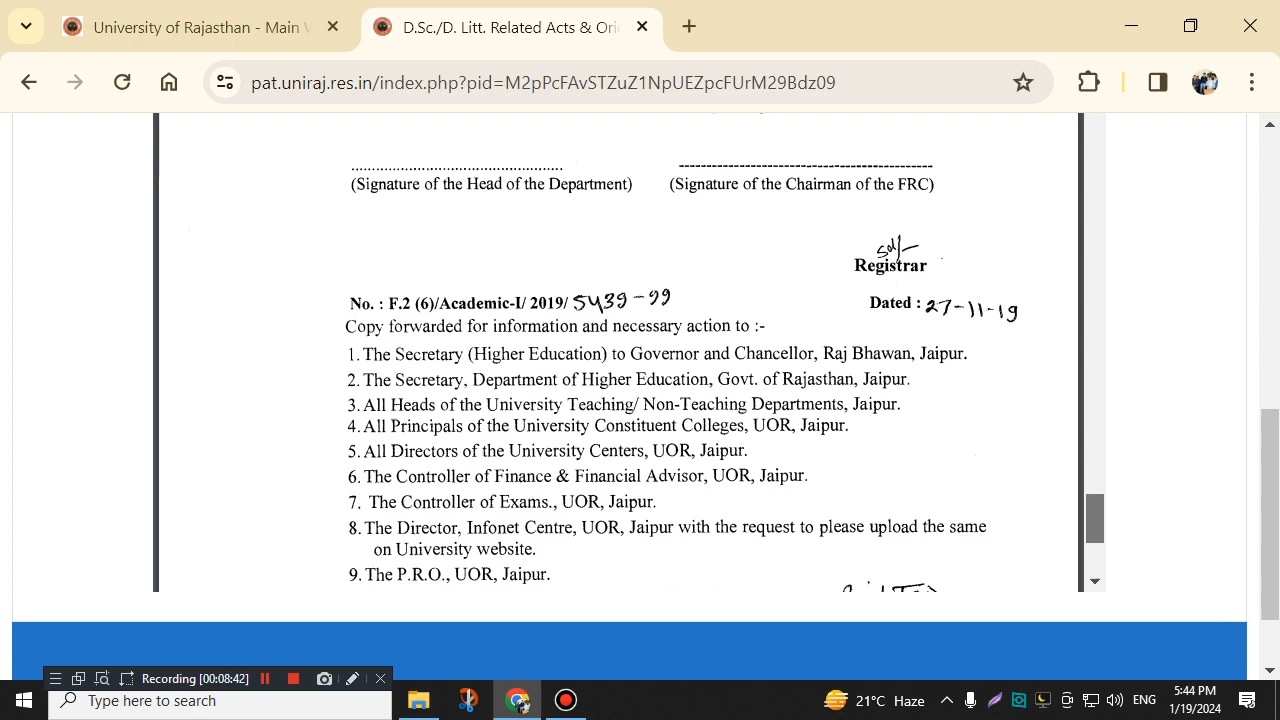 University of Rajasthan - Main W
D.Sc./D. Litt. Related Acts & Ori
pat.uniraj.res.in/index.php?pid=M2pPcFAvSTZuZ1NpUEZpcFUrM29Bdz09
(Signature of the Head of the Department) (Signature of the Chairman of the FRC)
Sd/-
Registrar
No. : F.2 (6)/Academic-I/ 2019/ 5439-99 Dated : 27-11-19
Copy forwarded for information and necessary action to :-
1. The Secretary (Higher Education) to Governor and Chancellor, Raj Bhawan, Jaipur.
2. The Secretary, Department of Higher Education, Govt. of Rajasthan, Jaipur.
3. All Heads of the University Teaching/ Non-Teaching Departments, Jaipur.
4. All Principals of the University Constituent Colleges, UOR, Jaipur.
5. All Directors of the University Centers, UOR, Jaipur.
6. The Controller of Finance & Financial Advisor, UOR, Jaipur.
7. The Controller of Exams., UOR, Jaipur.
8. The Director, Infonet Centre, UOR, Jaipur with the request to please upload the same
on University website.
9. The P.R.O., UOR, Jaipur.
Recording [00:08:42]
Type here to search
21°C Haze
ENG
5:44 PM
1/19/2024